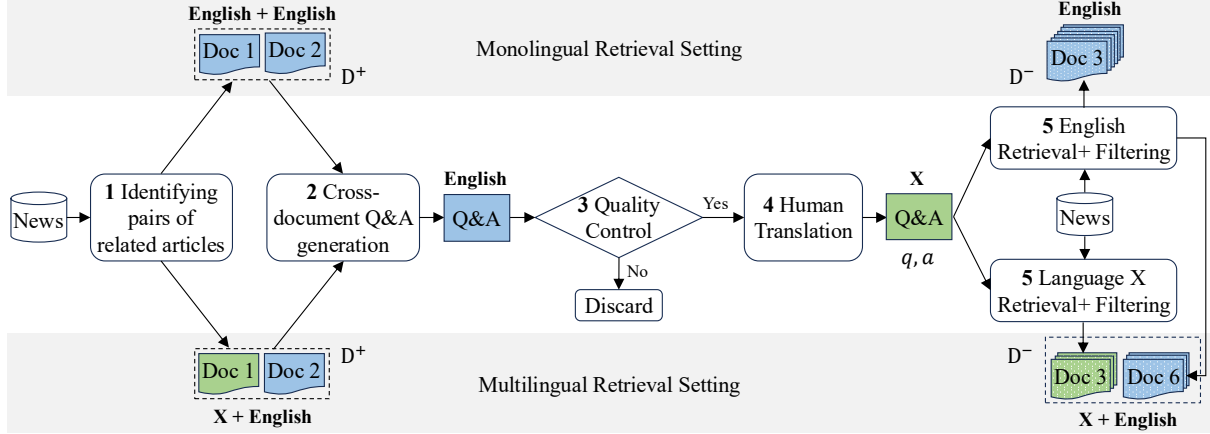 English + English
English
Doc 1
Doc 2
D⁺
Monolingual Retrieval Setting
D⁻
Doc 3
News
1 Identifying
pairs of
related articles
2 Cross-
document Q&A
generation
English
Q&A
3 Quality
Control
Yes
No
Discard
4 Human
Translation
X
Q&A
q, a
5 English
Retrieval+ Filtering
News
5 Language X
Retrieval+ Filtering
Doc 1
Doc 2
D⁺
X + English
Multilingual Retrieval Setting
D⁻
Doc 3
Doc 6
X + English